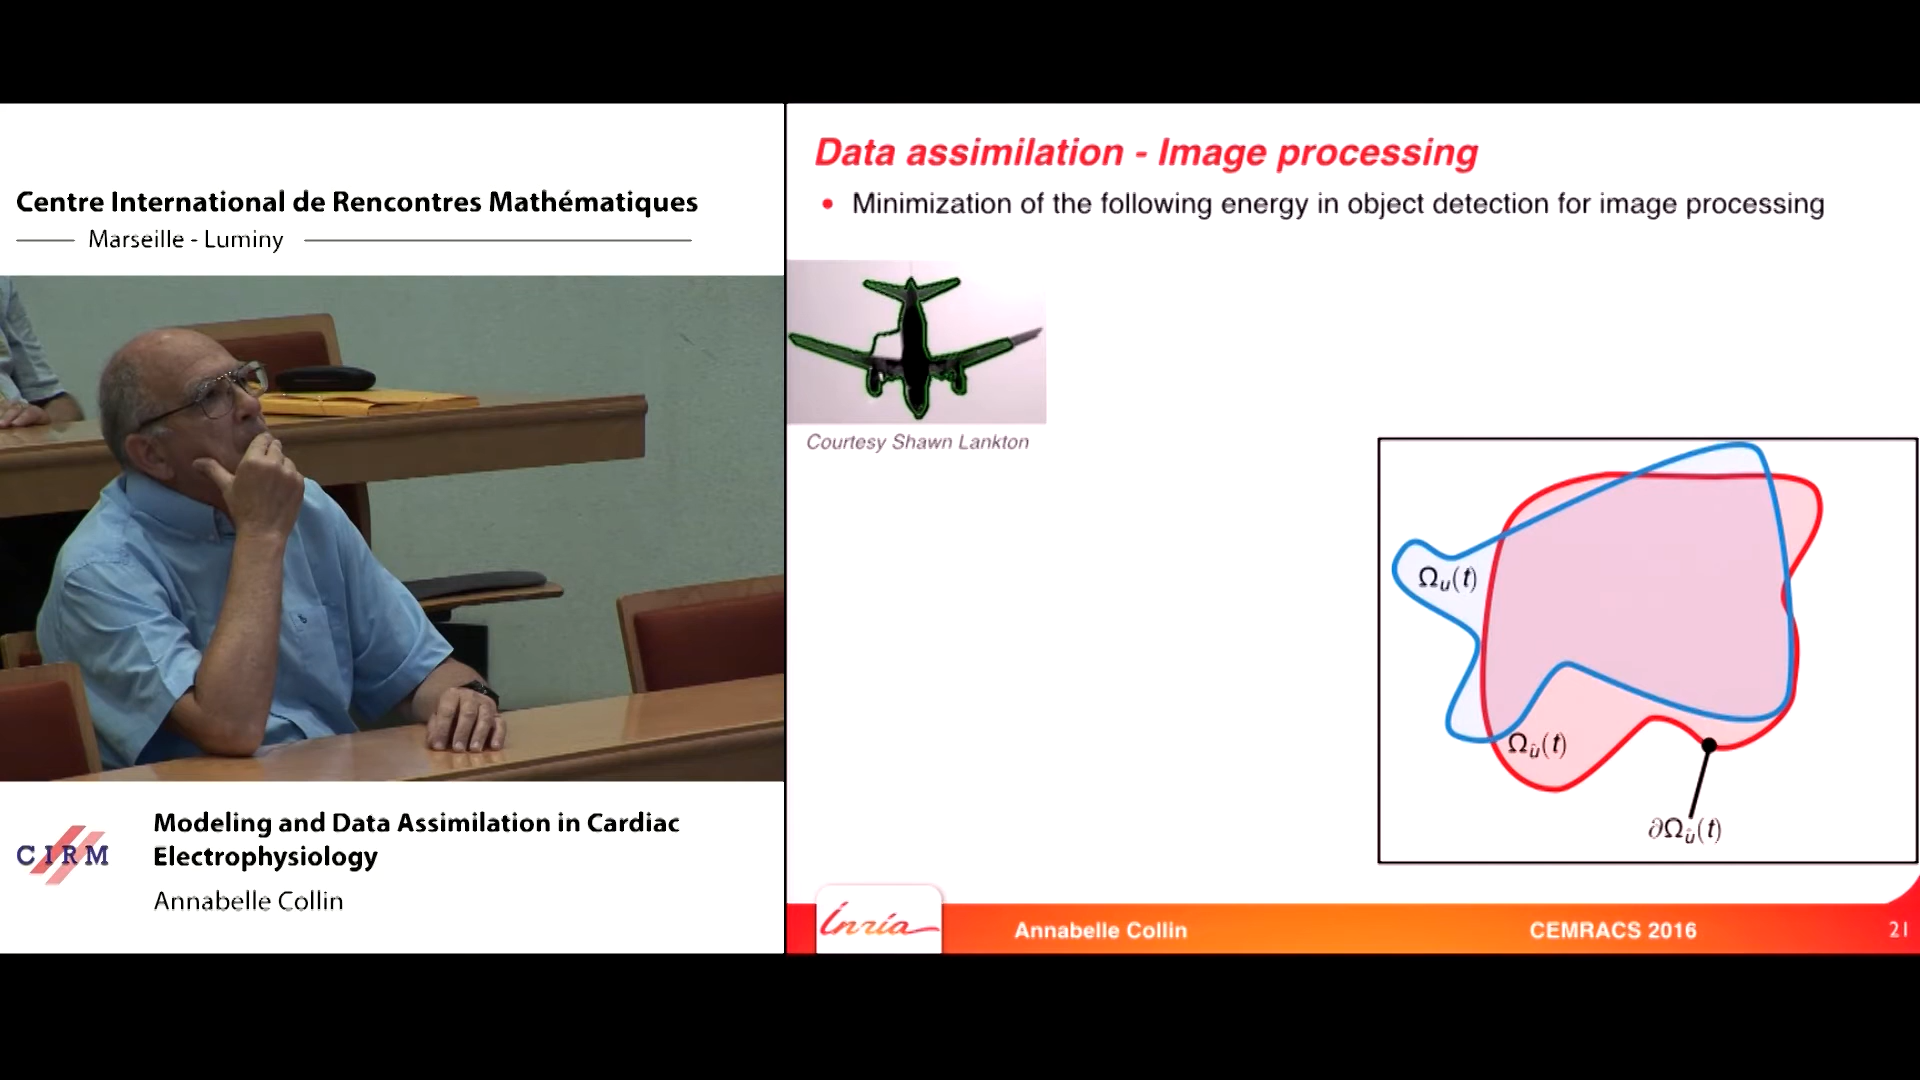 Centre International de Rencontres Mathématiques
Marseille - Luminy
CIRM
Modeling and Data Assimilation in Cardiac
Electrophysiology
Annabelle Collin
Data assimilation - Image processing
• Minimization of the following energy in object detection for image processing
Courtesy Shawn Lankton
Ωᵤ(t)
Ω_û(t)
∂Ω_û(t)
Inria
Annabelle Collin
CEMRACS 2016
21